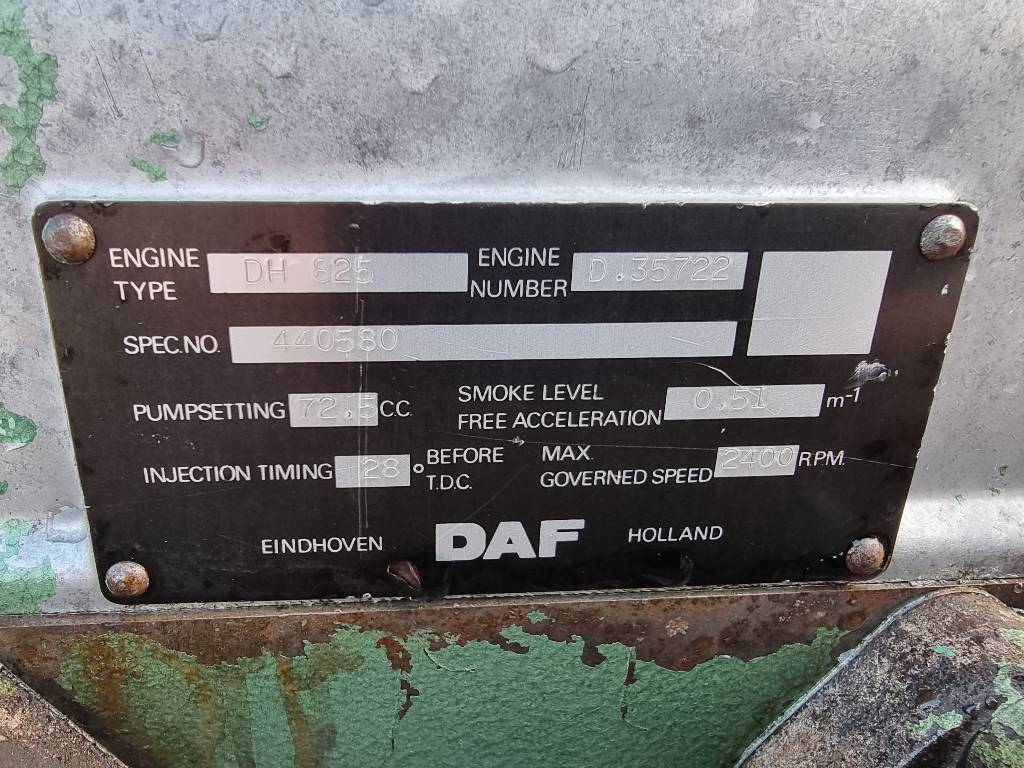 ENGINE TYPE DH 825 ENGINE NUMBER D.35722
SPEC.NO. 440580
PUMPSETTING 72.5 C.C. SMOKE LEVEL FREE ACCELERATION 0.51 m-1
INJECTION TIMING 28° BEFORE T.D.C. MAX. GOVERNED SPEED 2400 R.P.M.
EINDHOVEN DAF HOLLAND